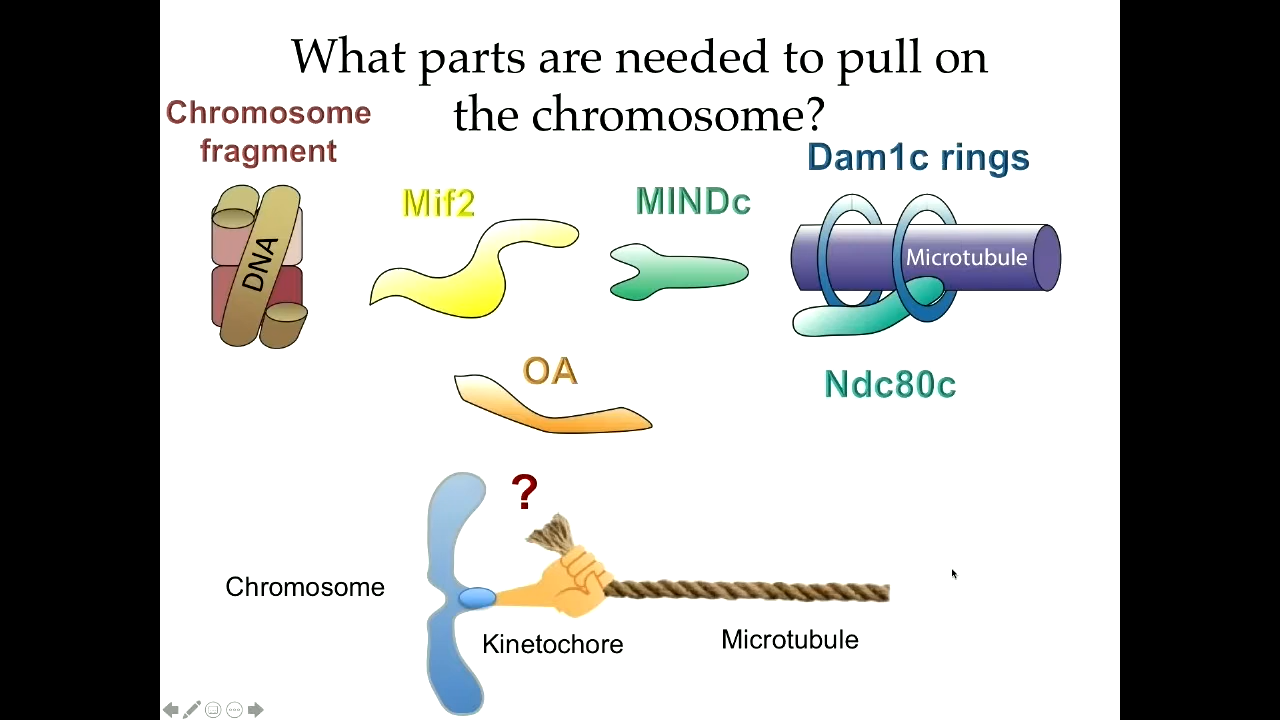 What parts are needed to pull on
the chromosome?
Chromosome
fragment
Dam1c rings
Mif2
MINDc
DNA
Microtubule
OA
Ndc80c
?
Chromosome
Kinetochore
Microtubule